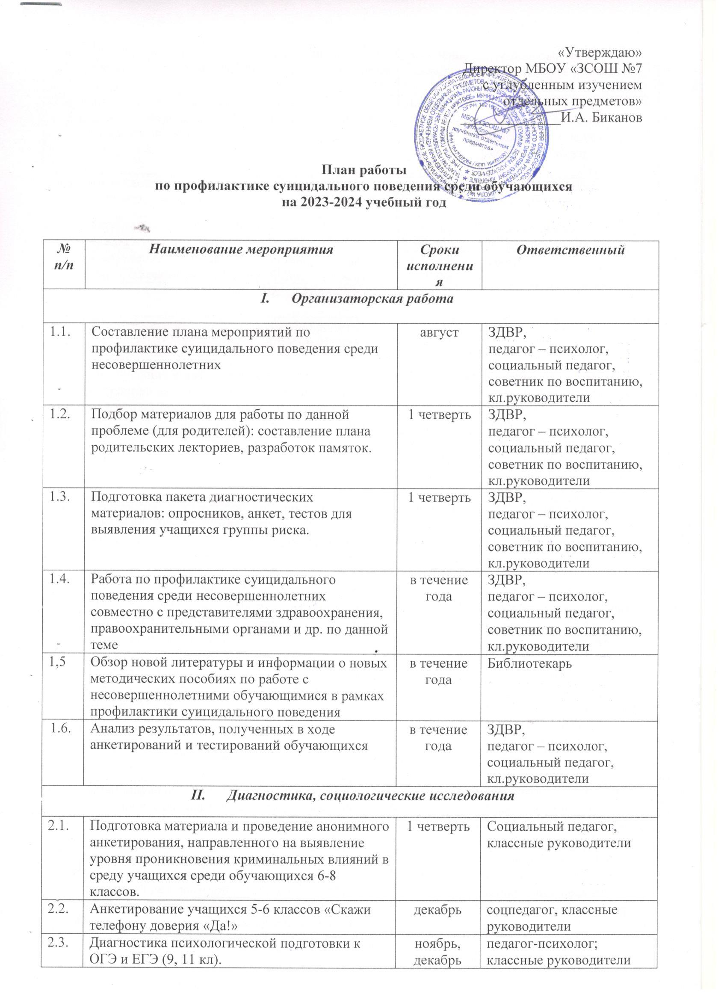 «Утверждаю»
Директор МБОУ «ЗСОШ №7
с углубленным изучением
отдельных предметов»
И.А. Биканов
МБОУ «ЗСОШ №7
с углубленным
изучением отдельных
предметов»
ИНН 1647007284 / КПП 164701001
План работы
по профилактике суицидального поведения среди обучающихся
на 2023-2024 учебный год
№
п/п
Наименование мероприятия
Сроки
исполнени
я
Ответственный
I. Организаторская работа
1.1.
Составление плана мероприятий по
профилактике суицидального поведения среди
несовершеннолетних
август
ЗДВР,
педагог – психолог,
социальный педагог,
советник по воспитанию,
кл.руководители
1.2.
Подбор материалов для работы по данной
проблеме (для родителей): составление плана
родительских лекториев, разработок памяток.
1 четверть
ЗДВР,
педагог – психолог,
социальный педагог,
советник по воспитанию,
кл.руководители
1.3.
Подготовка пакета диагностических
материалов: опросников, анкет, тестов для
выявления учащихся группы риска.
1 четверть
ЗДВР,
педагог – психолог,
социальный педагог,
советник по воспитанию,
кл.руководители
1.4.
Работа по профилактике суицидального
поведения среди несовершеннолетних
совместно с представителями здравоохранения,
правоохранительными органами и др. по данной
теме
в течение
года
ЗДВР,
педагог – психолог,
социальный педагог,
советник по воспитанию,
кл.руководители
1,5
Обзор новой литературы и информации о новых
методических пособиях по работе с
несовершеннолетними обучающимися в рамках
профилактики суицидального поведения
в течение
года
Библиотекарь
1.6.
Анализ результатов, полученных в ходе
анкетирований и тестирований обучающихся
в течение
года
ЗДВР,
педагог – психолог,
социальный педагог,
кл.руководители
II. Диагностика, социологические исследования
2.1.
Подготовка материала и проведение анонимного
анкетирования, направленного на выявление
уровня проникновения криминальных влияний в
среду учащихся среди обучающихся 6-8
классов.
1 четверть
Социальный педагог,
классные руководители
2.2.
Анкетирование учащихся 5-6 классов «Скажи
телефону доверия «Да!»
декабрь
соцпедагог, классные
руководители
2.3.
Диагностика психологической подготовки к
ОГЭ и ЕГЭ (9, 11 кл).
ноябрь,
декабрь
педагог-психолог;
классные руководители